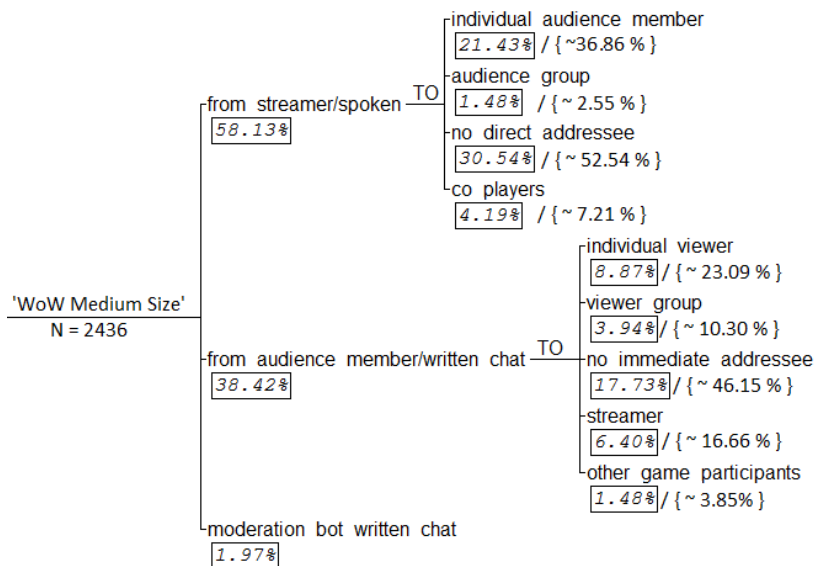 individual audience member
21.43% / { ~36.86 % }
audience group
1.48% / { ~ 2.55 % }
no direct addressee
30.54% / { ~ 52.54 % }
co players
4.19% / { ~ 7.21 % }
from streamer/spoken TO
58.13%
individual viewer
8.87% / { ~ 23.09 % }
viewer group
3.94% / { ~ 10.30 % }
no immediate addressee
17.73% / { ~ 46.15 % }
streamer
6.40% / { ~ 16.66 % }
other game participants
1.48% / { ~ 3.85% }
'WoW Medium Size'
N = 2436
from audience member/written chat TO
38.42%
moderation bot written chat
1.97%